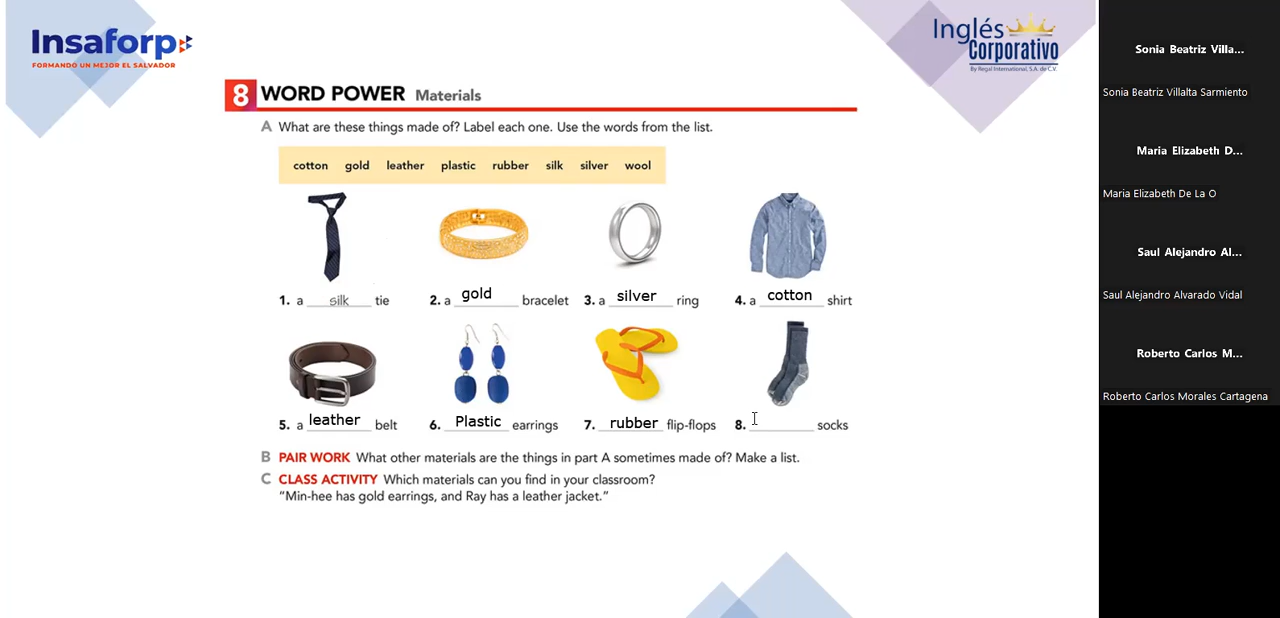 Insaforp
FORMANDO UN MEJOR EL SALVADOR
Inglés
Corporativo
By Regal International, S.A. de C.V.
8 WORD POWER Materials
A What are these things made of? Label each one. Use the words from the list.
cotton gold leather plastic rubber silk silver wool
1. a silk tie 2. a gold bracelet 3. a silver ring 4. a cotton shirt
5. a leather belt 6. Plastic earrings 7. rubber flip-flops 8. ________ socks
B PAIR WORK What other materials are the things in part A sometimes made of? Make a list.
C CLASS ACTIVITY Which materials can you find in your classroom?
“Min-hee has gold earrings, and Ray has a leather jacket.”
Sonia Beatriz Villa...
Sonia Beatriz Villalta Sarmiento
Maria Elizabeth D...
Maria Elizabeth De La O
Saul Alejandro Al...
Saul Alejandro Alvarado Vidal
Roberto Carlos M...
Roberto Carlos Morales Cartagena